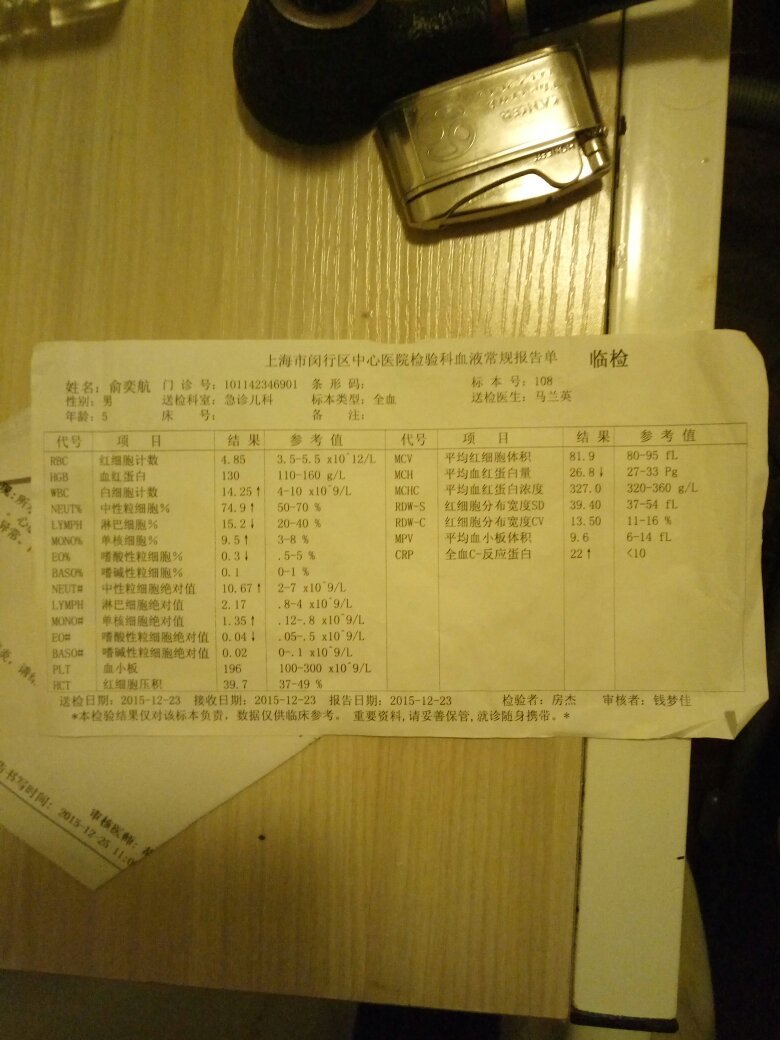 上海市闵行区中心医院检验科血液常规报告单 临检
姓名：俞奕航 门 诊 号：101142346901 条 形 码： 标 本 号：108
性别：男 送检科室：急诊儿科 标本类型：全血 送检医生：马兰英
年龄：5 床 号： 备 注：
代号 项 目 结 果 参 考 值 代 号 项 目 结 果 参 考 值
RBC 红细胞计数 4.85 3.5-5.5 x10^12/L MCV 平均红细胞体积 81.9 80-95 fL
HGB 血红蛋白 130 110-160 g/L MCH 平均血红蛋白量 26.8↓ 27-33 Pg
WBC 白细胞计数 14.25↑ 4-10 x10^9/L MCHC 平均血红蛋白浓度 327.0 320-360 g/L
NEUT% 中性粒细胞% 74.9↑ 50-70 % RDW-S 红细胞分布宽度SD 39.40 37-54 fL
LYMPH 淋巴细胞% 15.2↓ 20-40 % RDW-C 红细胞分布宽度CV 13.50 11-16 %
MONO% 单核细胞% 9.5↑ 3-8 % MPV 平均血小板体积 9.6 6-14 fL
EO% 嗜酸性粒细胞% 0.3↓ .5-5 % CRP 全血C-反应蛋白 22↑ <10
BASO% 嗜碱性粒细胞% 0.1 0-1 %
NEUT# 中性粒细胞绝对值 10.67↑ 2-7 x10^9/L
LYMPH 淋巴细胞绝对值 2.17 .8-4 x10^9/L
MONO# 单核细胞绝对值 1.35↑ .12-.8 x10^9/L
EO# 嗜酸性粒细胞绝对值 0.04↓ .05-.5 x10^9/L
BASO# 嗜碱性粒细胞绝对值 0.02 0-.1 x10^9/L
PLT 血小板 196 100-300 x10^9/L
HCT 红细胞压积 39.7 37-49 %
送检日期：2015-12-23 接收日期：2015-12-23 报告日期：2015-12-23 检验者：房杰 审核者：钱梦佳
*本检验结果仅对该标本负责，数据仅供临床参考。 重要资料,请妥善保管,就诊随身携带。*
审核医师：
告书写时间：2015-12-25 11:0